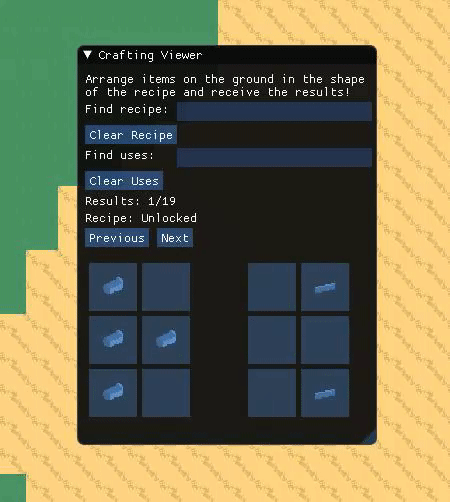 Crafting Viewer
Arrange items on the ground in the shape
of the recipe and receive the results!
Find recipe:
Clear Recipe
Find uses:
Clear Uses
Results: 1/19
Recipe: Unlocked
Previous Next